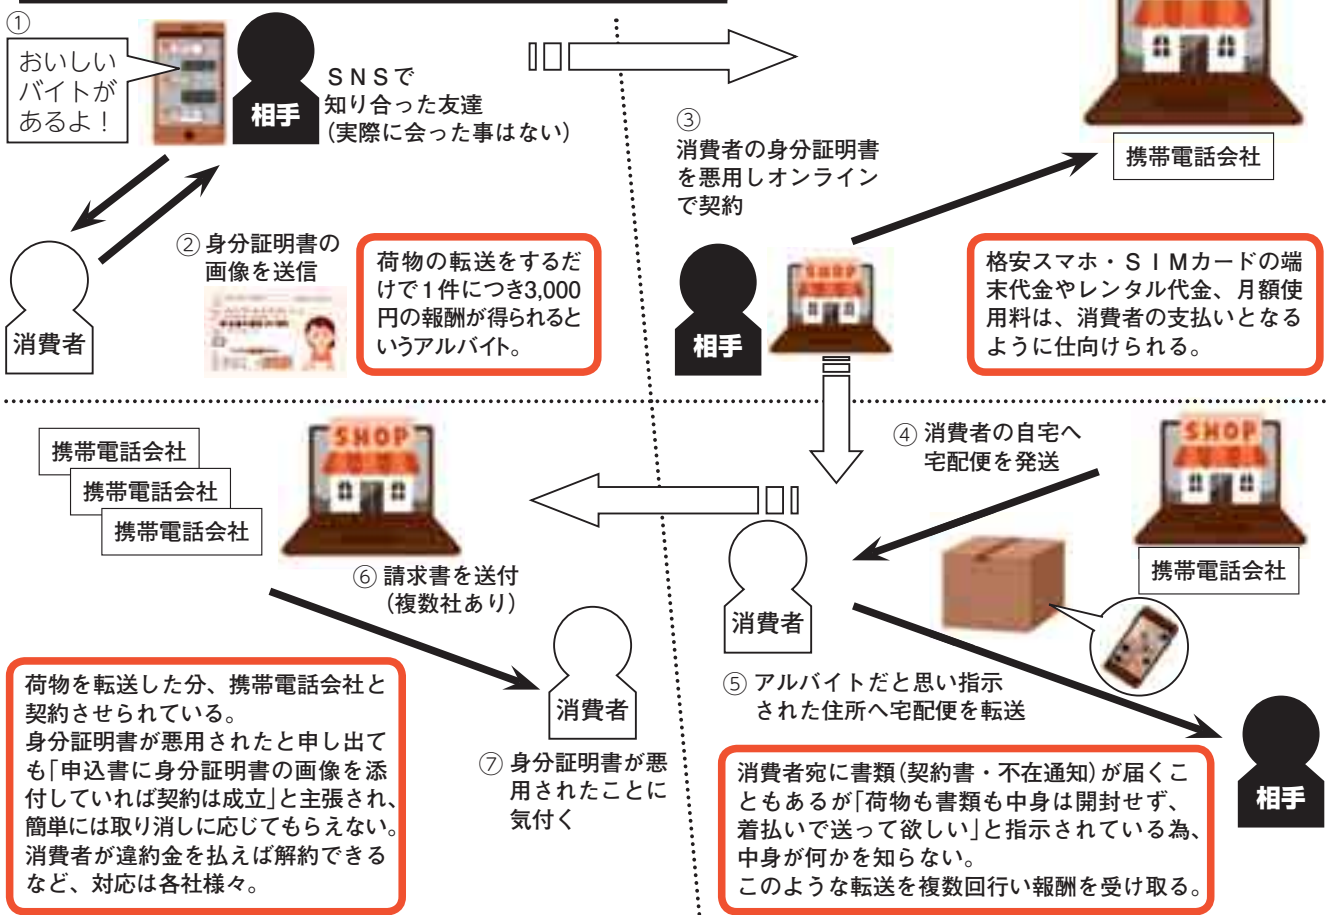 ①
おいしい
バイトが
あるよ！
相手
ＳＮＳで
知り合った友達
(実際に会った事はない)
消費者
② 身分証明書の
画像を送信
荷物の転送をするだ
けで１件につき3,000
円の報酬が得られると
いうアルバイト。
③
消費者の身分証明書
を悪用しオンライン
で契約
携帯電話会社
相手
SHOP
格安スマホ・ＳＩＭカードの端
末代金やレンタル代金、月額使
用料は、消費者の支払いとなる
ように仕向けられる。
④ 消費者の自宅へ
宅配便を発送
SHOP
携帯電話会社
消費者
⑤ アルバイトだと思い指示
された住所へ宅配便を転送
相手
消費者宛に書類(契約書・不在通知)が届くこ
ともあるが「荷物も書類も中身は開封せず、
着払いで送って欲しい」と指示されている為、
中身が何かを知らない。
このような転送を複数回行い報酬を受け取る。
携帯電話会社
携帯電話会社
携帯電話会社
SHOP
⑥ 請求書を送付
(複数社あり)
消費者
⑦ 身分証明書が悪
用されたことに
気付く
荷物を転送した分、携帯電話会社と
契約させられている。
身分証明書が悪用されたと申し出て
も「申込書に身分証明書の画像を添
付していれば契約は成立」と主張され、
簡単には取り消しに応じてもらえない。
消費者が違約金を払えば解約できる
など、対応は各社様々。